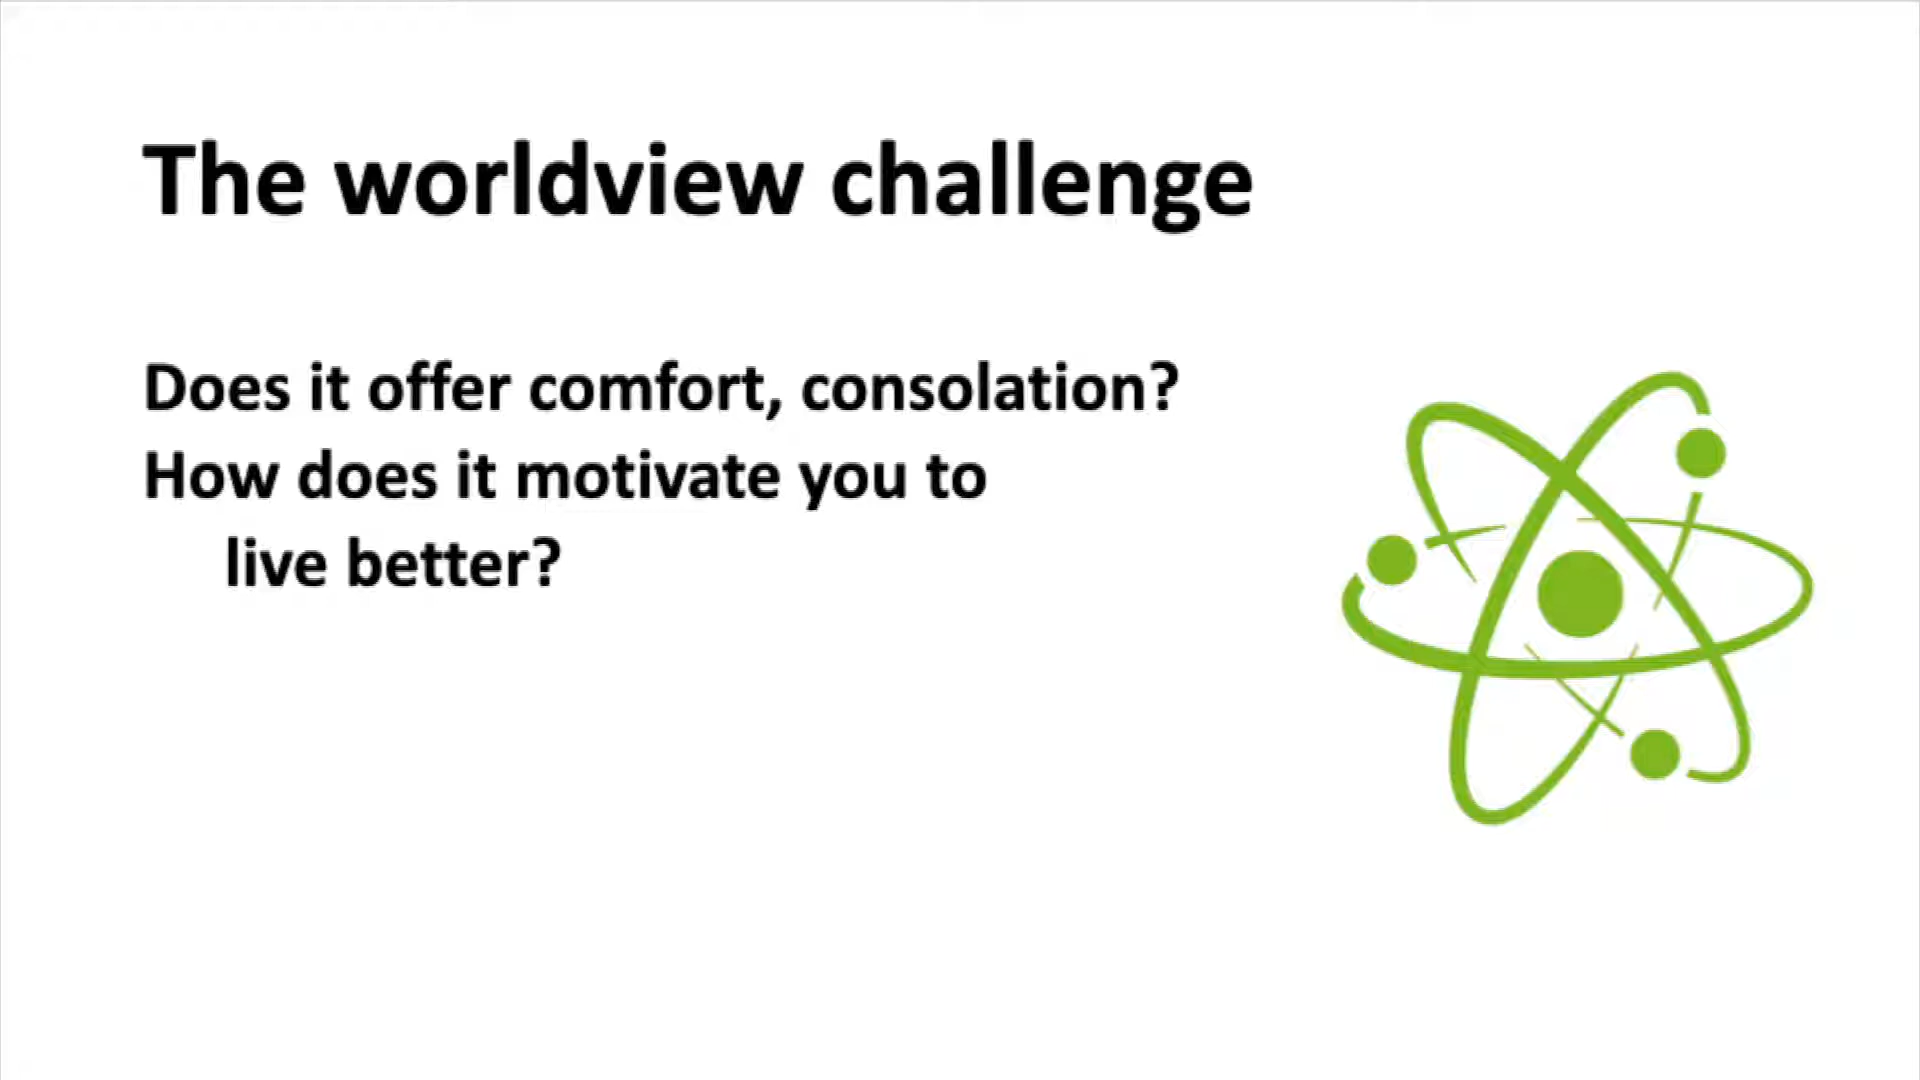 The worldview challenge
Does it offer comfort, consolation?
How does it motivate you to
live better?